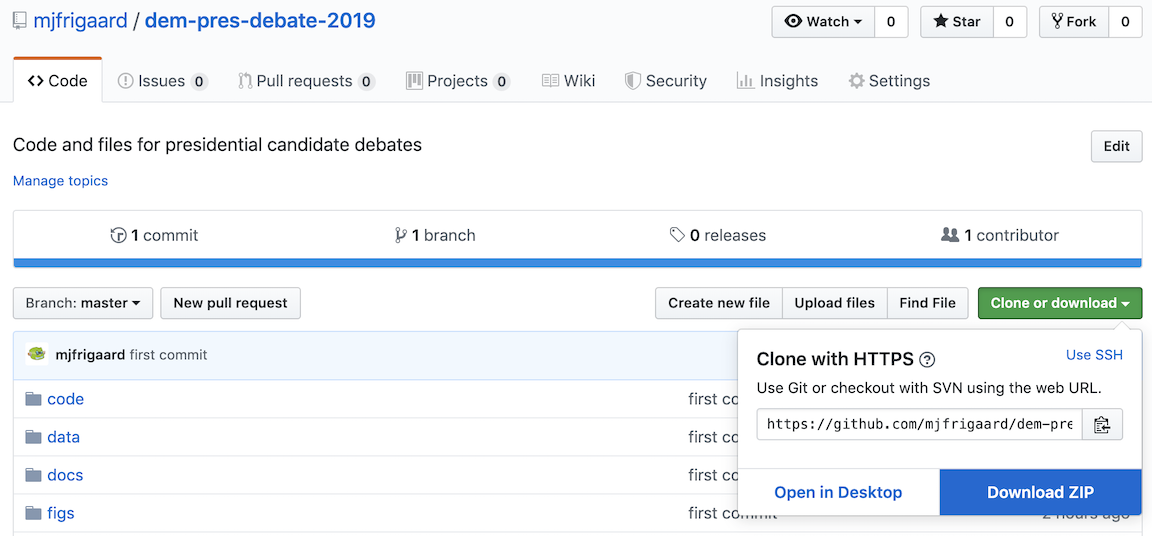 mjfrigaard / dem-pres-debate-2019
Watch 0 Star 0 Fork 0
Code Issues 0 Pull requests 0 Projects 0 Wiki Security Insights Settings
Code and files for presidential candidate debates
Edit
Manage topics
1 commit 1 branch 0 releases 1 contributor
Branch: master New pull request Create new file Upload files Find File Clone or download
mjfrigaard first commit
Clone with HTTPS ? Use SSH
Use Git or checkout with SVN using the web URL.
https://github.com/mjfrigaard/dem-pre
Open in Desktop Download ZIP
code first co
data first co
docs first co
figs first commit 2 hours ago